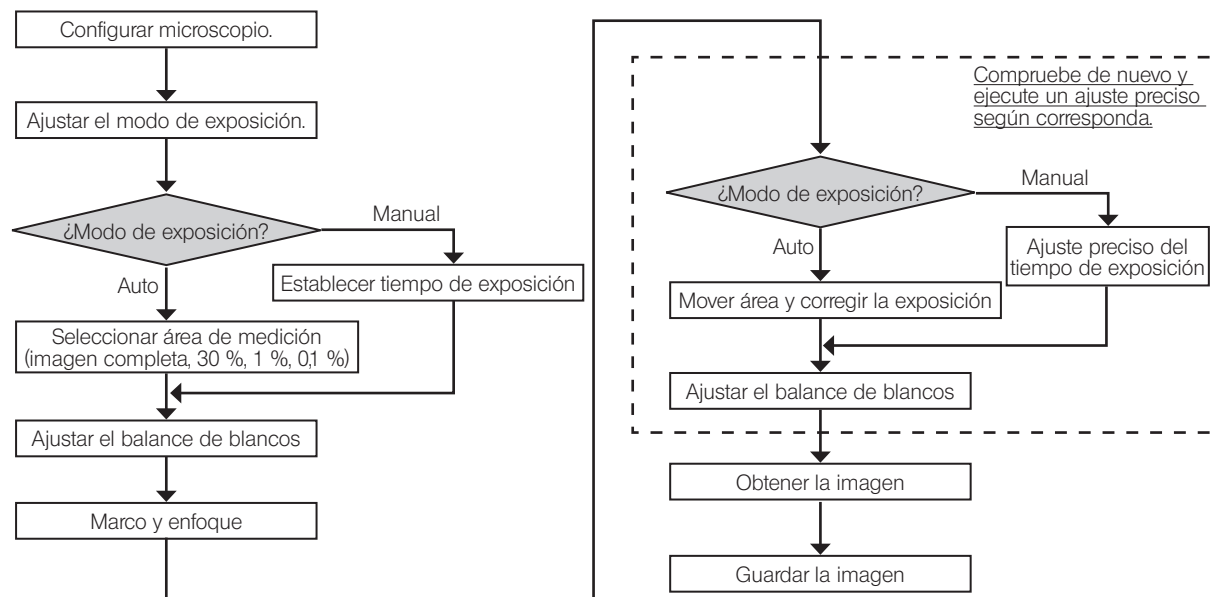 Configurar microscopio.
Ajustar el modo de exposición.
¿Modo de exposición?
Manual
Auto
Establecer tiempo de exposición
Seleccionar área de medición
(imagen completa, 30 %, 1 %, 0,1 %)
Ajustar el balance de blancos
Marco y enfoque
Compruebe de nuevo y
ejecute un ajuste preciso
según corresponda.
¿Modo de exposición?
Manual
Auto
Ajuste preciso del
tiempo de exposición
Mover área y corregir la exposición
Ajustar el balance de blancos
Obtener la imagen
Guardar la imagen